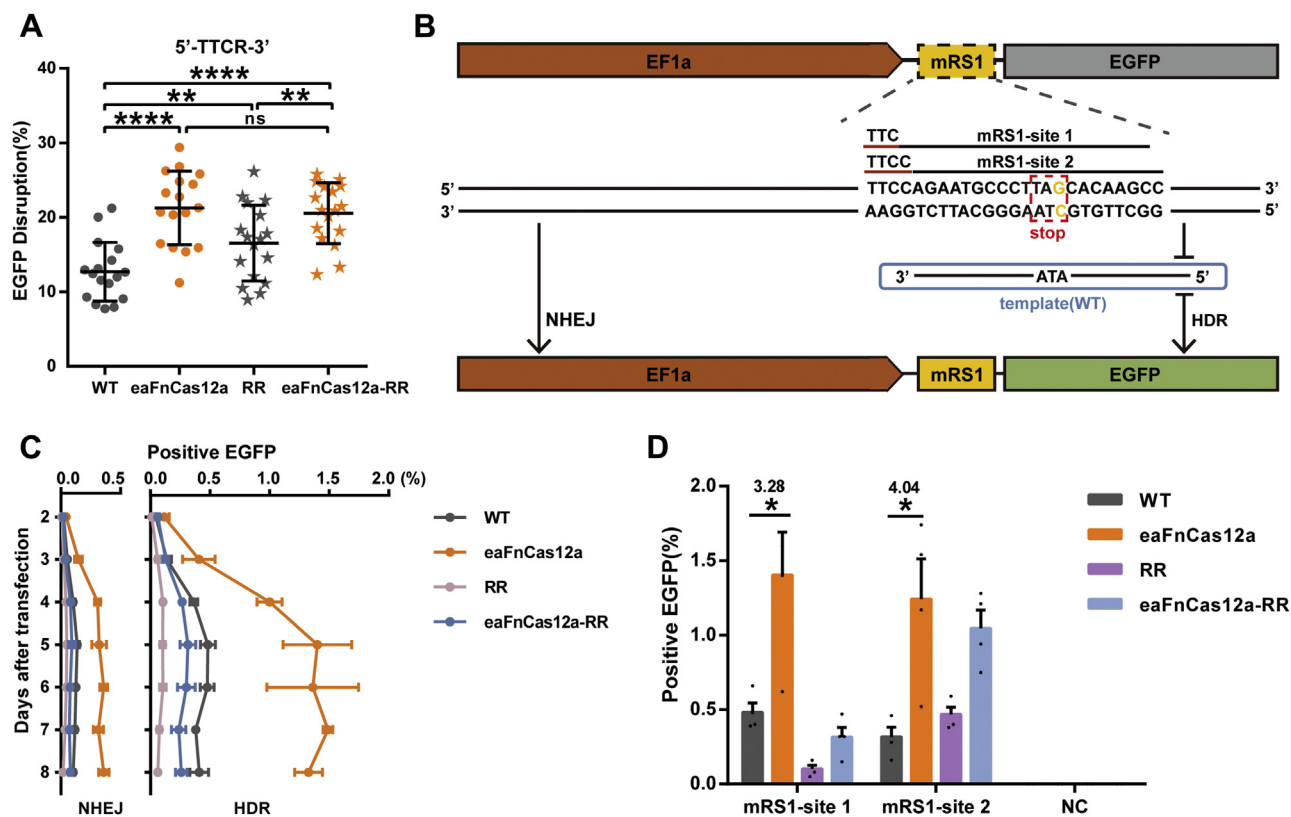 A
5'-TTCR-3'
EGFP Disruption(%)
40
30
20
10
0
****
**
**
****
ns
WT
eaFnCas12a
RR
eaFnCas12a-RR
B
EF1a
mRS1
EGFP
TTC
mRS1-site 1
TTCC
mRS1-site 2
5'
TTCCAGAATGCCCTTAGCACAAGCC
3'
3'
AAGGTCTTACGGGAATCGTGTTCGG
5'
stop
3'
ATA
5'
template(WT)
NHEJ
HDR
EF1a
mRS1
EGFP
C
Positive EGFP
0.0
0.5
0.0
0.5
1.0
1.5
2.0
(%)
Days after transfection
2
3
4
5
6
7
8
NHEJ
HDR
WT
eaFnCas12a
RR
eaFnCas12a-RR
D
Positive EGFP(%)
2.0
1.5
1.0
0.5
0.0
3.28
*
4.04
*
mRS1-site 1
mRS1-site 2
NC
WT
eaFnCas12a
RR
eaFnCas12a-RR